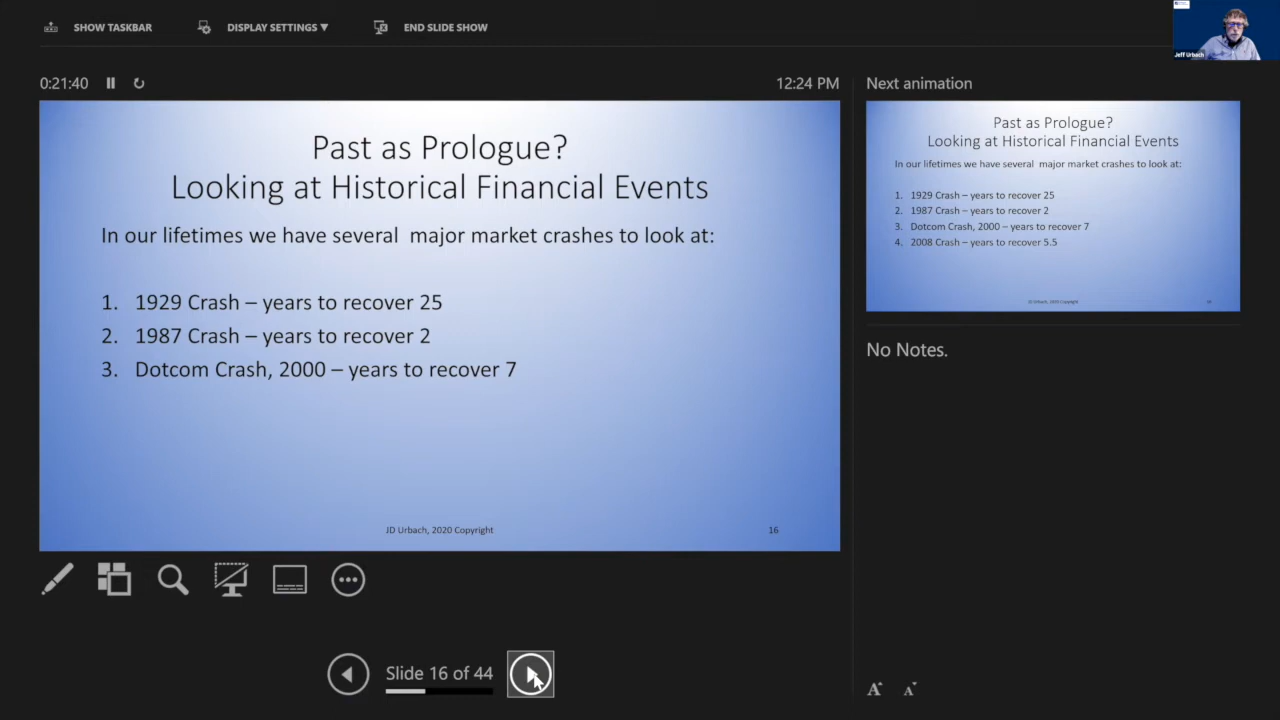 SHOW TASKBAR
DISPLAY SETTINGS ▼
END SLIDE SHOW
Jeff Urbach
0:21:40
12:24 PM
Past as Prologue?
Looking at Historical Financial Events
In our lifetimes we have several  major market crashes to look at:
1. 1929 Crash – years to recover 25
2. 1987 Crash – years to recover 2
3. Dotcom Crash, 2000 – years to recover 7
JD Urbach, 2020 Copyright
16
Slide 16 of 44
Next animation
Past as Prologue?
Looking at Historical Financial Events
In our lifetimes we have several  major market crashes to look at:
1. 1929 Crash – years to recover 25
2. 1987 Crash – years to recover 2
3. Dotcom Crash, 2000 – years to recover 7
4. 2008 Crash – years to recover 5.5
JD Urbach, 2020 Copyright
16
No Notes.
A A